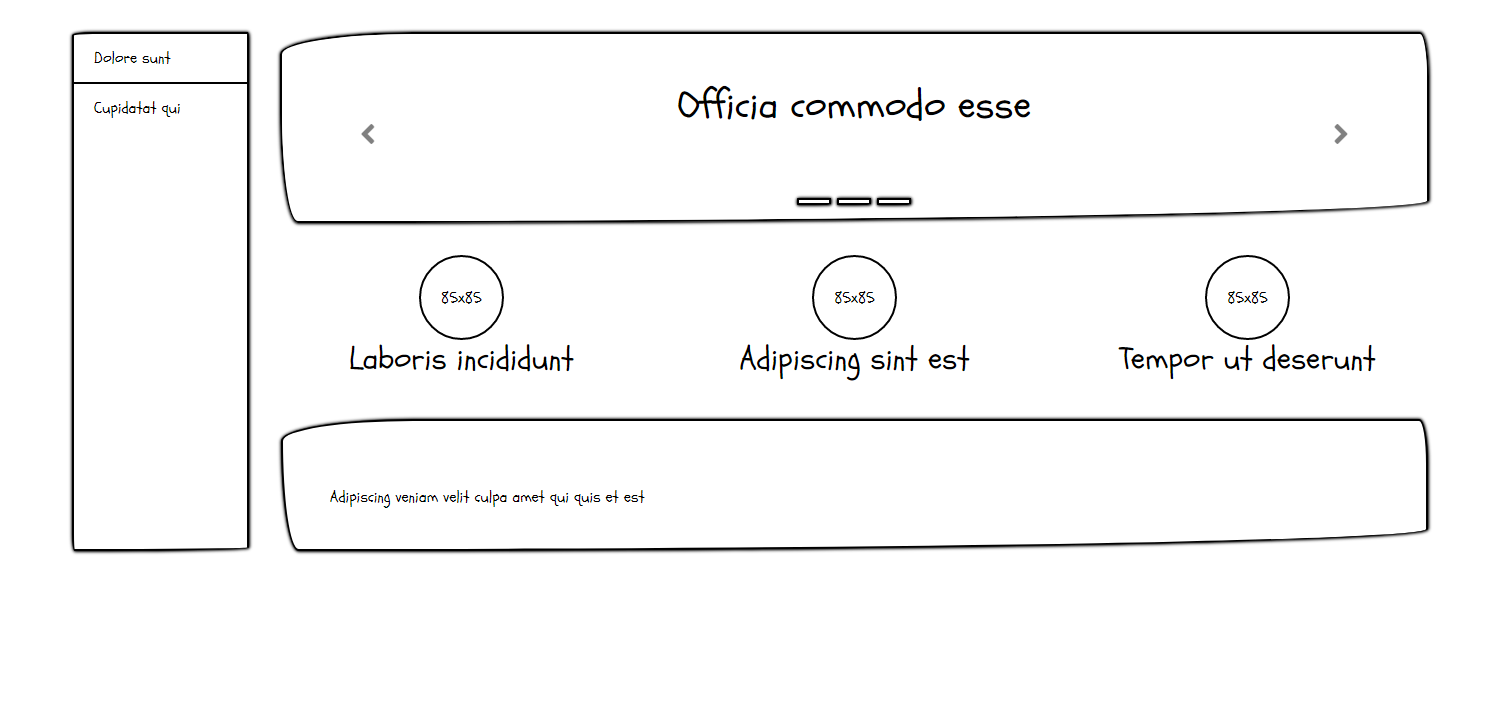 Dolore sunt
Cupidatat qui
Officia commodo esse
85x85
Laboris incididunt
85x85
Adipiscing sint est
85x85
Tempor ut deserunt
Adipiscing veniam velit culpa amet qui quis et est